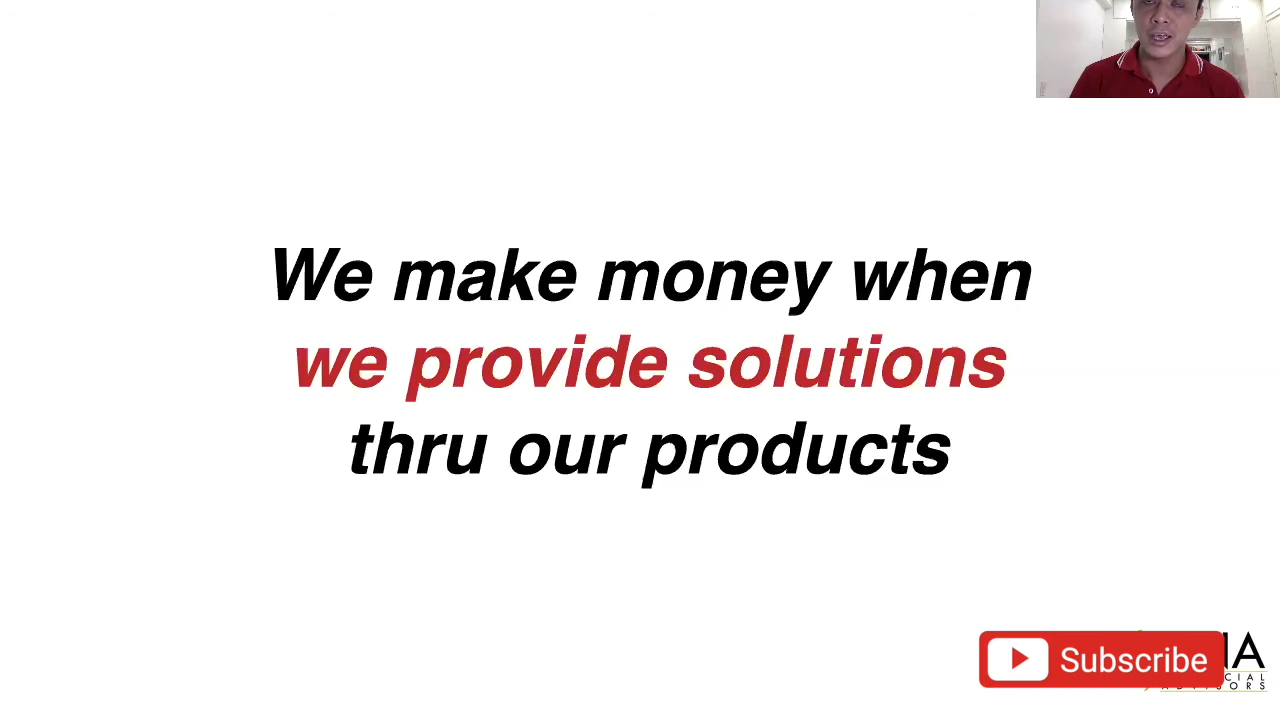 We make money when
we provide solutions
thru our products
Subscribe